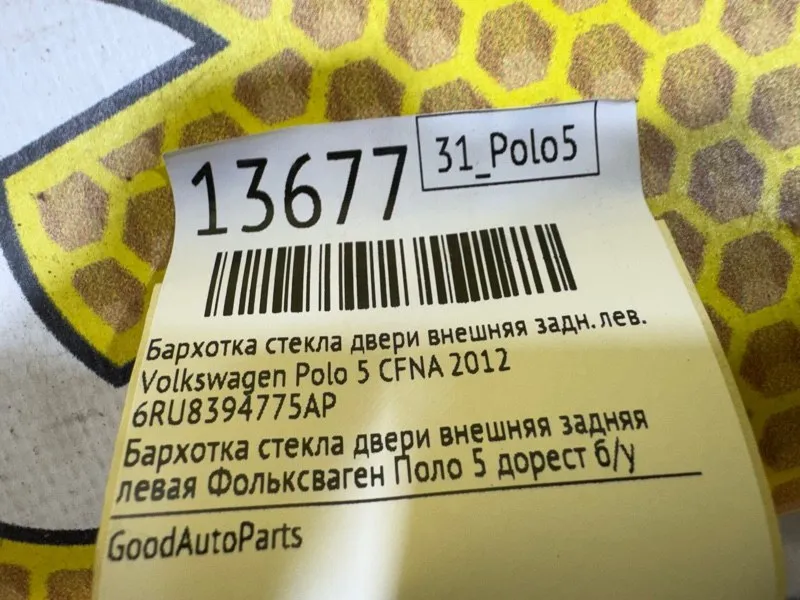 13677
31_Polo5
Бархотка стекла двери внешняя задн.лев.
Volkswagen Polo 5 CFNA 2012
6RU8394775AP
Бархотка стекла двери внешняя задняя
левая Фольксваген Поло 5 дорест б/у
GoodAutoParts